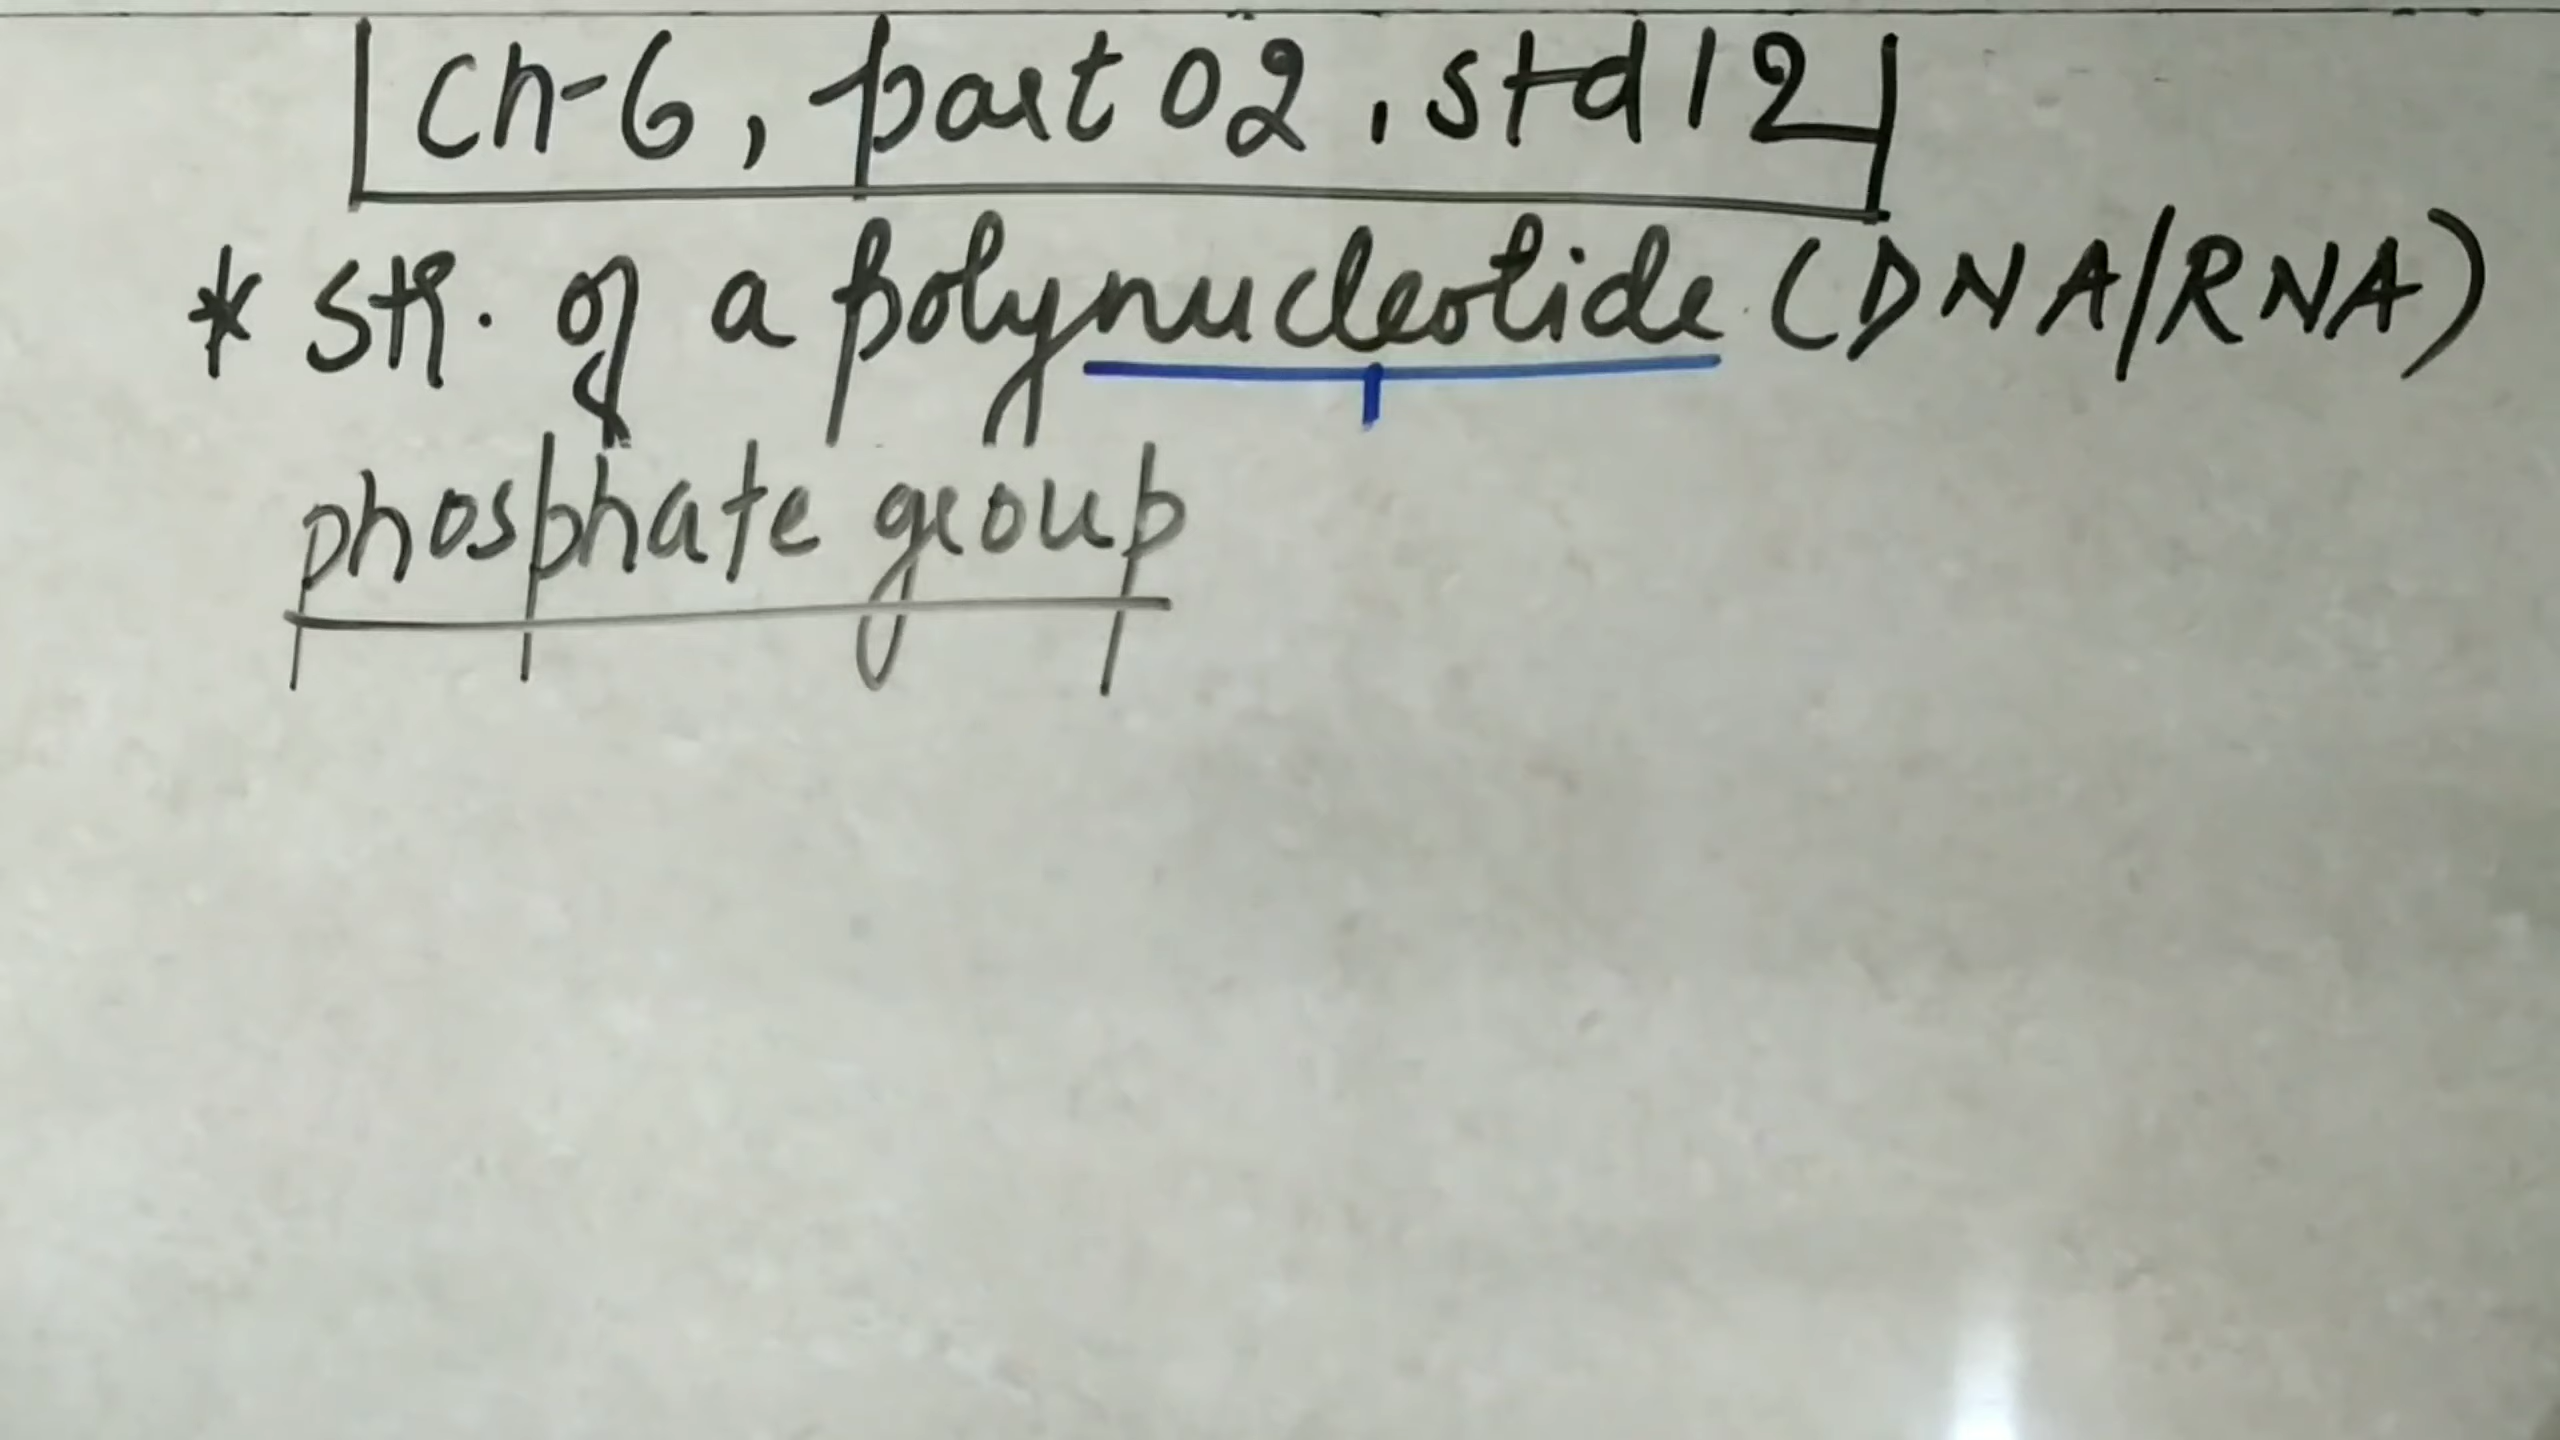 Ch-6, part 02, std 12
* Str. of a polynucleotide (DNA/RNA)
phosphate group